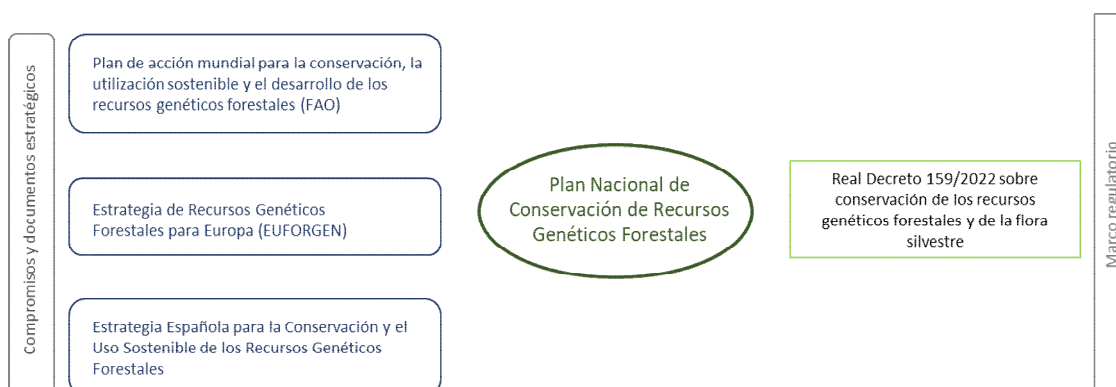 Compromisos y documentos estratégicos
Plan de acción mundial para la conservación, la
utilización sostenible y el desarrollo de los
recursos genéticos forestales (FAO)
Estrategia de Recursos Genéticos
Forestales para Europa (EUFORGEN)
Estrategia Española para la Conservación y el
Uso Sostenible de los Recursos Genéticos
Forestales
Plan Nacional de
Conservación de Recursos
Genéticos Forestales
Real Decreto 159/2022 sobre
conservación de los recursos
genéticos forestales y de la flora
silvestre
Marco regulatorio